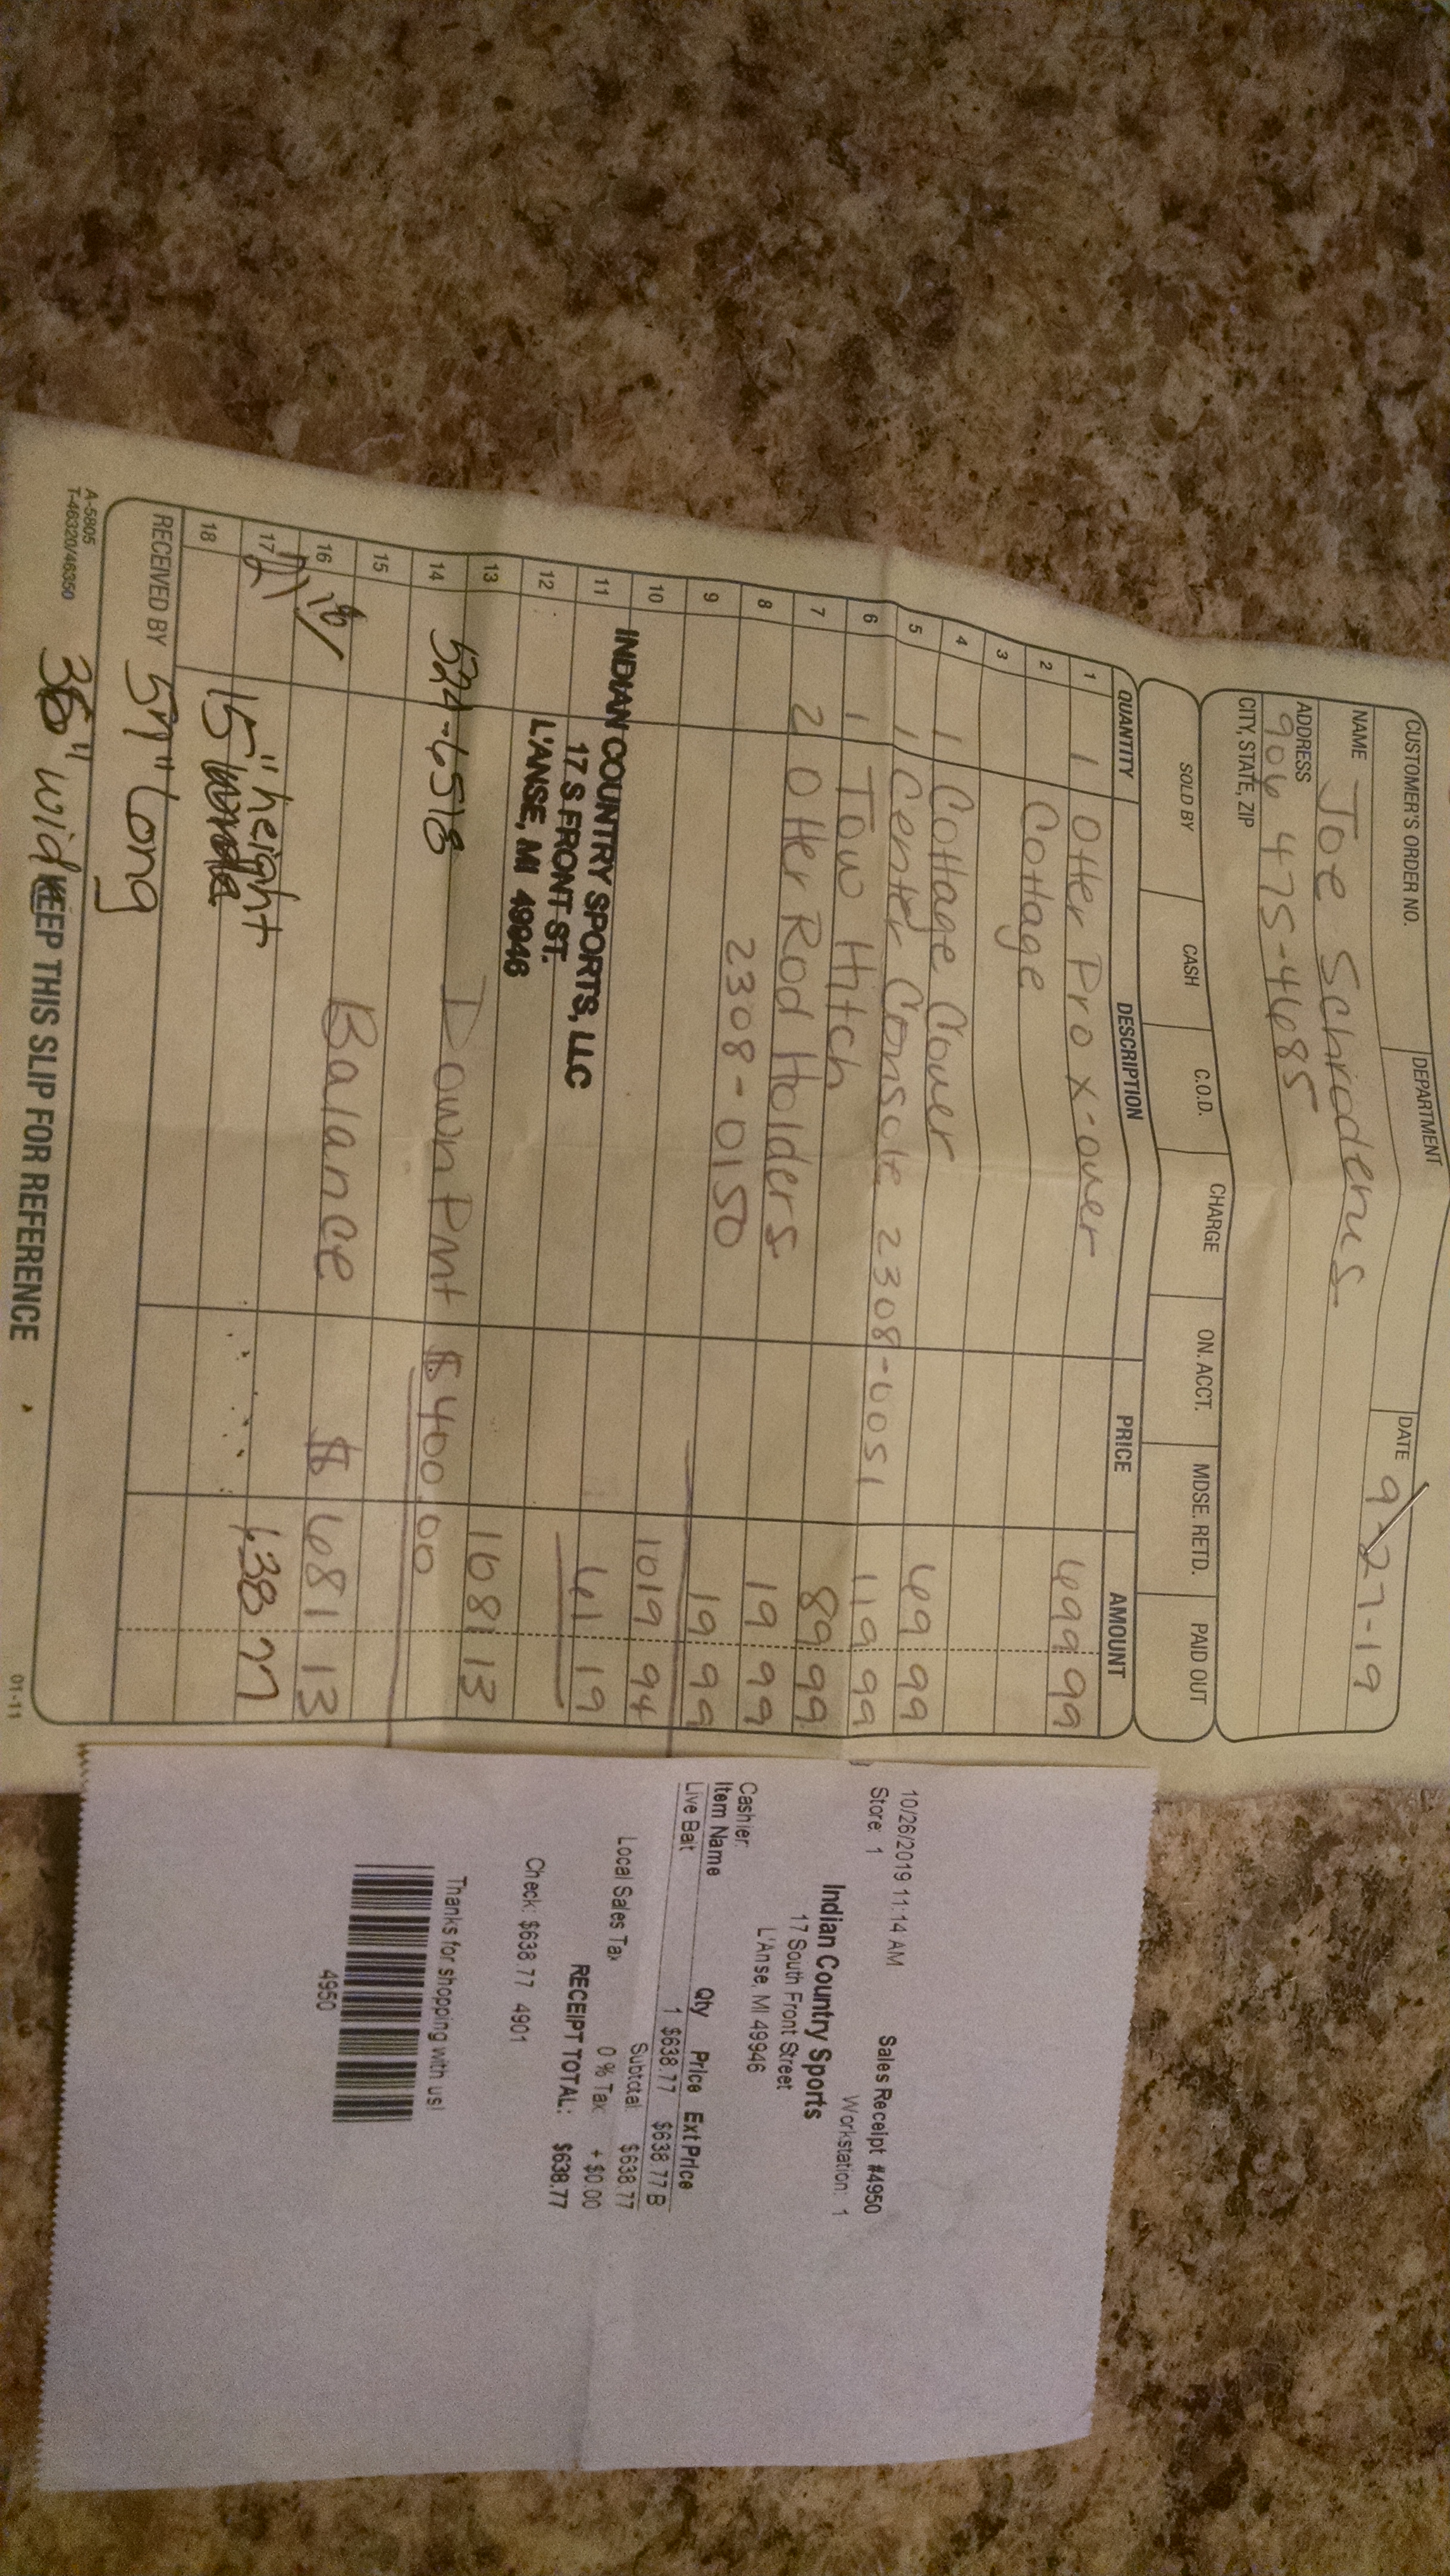 CUSTOMER'S ORDER NO. DEPARTMENT DATE 9-27-19
NAME Joe Schroderus
ADDRESS 906 475-4685
CITY, STATE, ZIP
SOLD BY CASH C.O.D. CHARGE ON. ACCT. MDSE. RETD. PAID OUT
QUANTITY DESCRIPTION PRICE AMOUNT
1 1 Otter Pro X-over 699 99
2 Cottage
3
4 1 Cottage Cover 69 99
5 1 Center Console 2308-0051 119 99
6 1 Tow Hitch 89 99
7 2 Otter Rod Holders 19 99
8 2308-0150 19 99
9 1019 94
10 61 19
INDIAN COUNTRY SPORTS, LLC
11 17 S FRONT ST.
12 L'ANSE, MI 49946
13 1081 13
14 524-6518 Down Pmt $400.00
15
16 Balance $681 13
17 638 77
18 15" height
RECEIVED BY 57" Long
36" wide
KEEP THIS SLIP FOR REFERENCE
A-5805
T-46320/46350
01-11
10/26/2019 11:14 AM Sales Receipt #4950
Store: 1 Workstation: 1
Indian Country Sports
17 South Front Street
L'Anse, MI 49946
Cashier:
Item Name Qty Price Ext Price
Live Bait 1 $638.77 $638.77 B
Subtotal: $638.77
Local Sales Tax 0 % Tax: + $0.00
RECEIPT TOTAL: $638.77
Check: $638.77 4901
Thanks for shopping with us!
4950